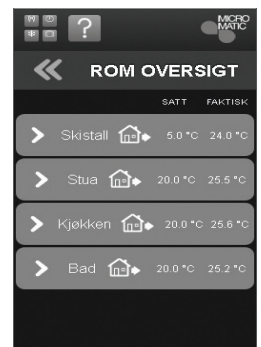 ?
MICRO
MATIC
ROM OVERSIGT
SATT FAKTISK
Skistall 5.0 °C 24.0 °C
Stua 20.0 °C 25.5 °C
Kjøkken 20.0 °C 25.6 °C
Bad 20.0 °C 25.2 °C